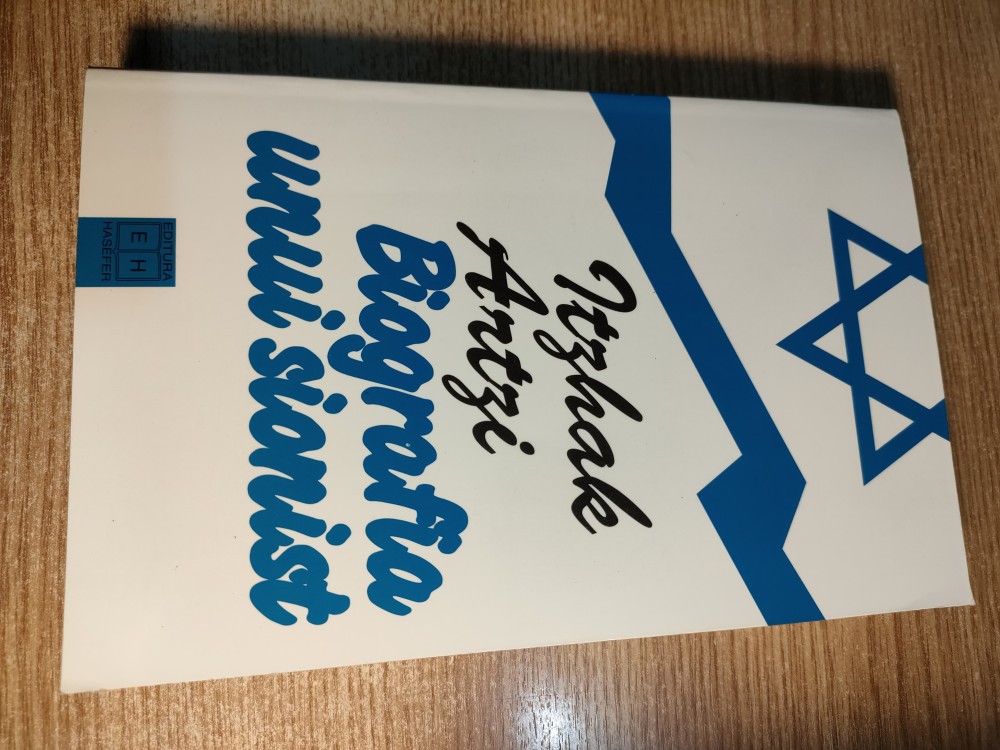 Itzhak
Artzi
Biografia
unui sionist
EDITURA
E H
HASEFER